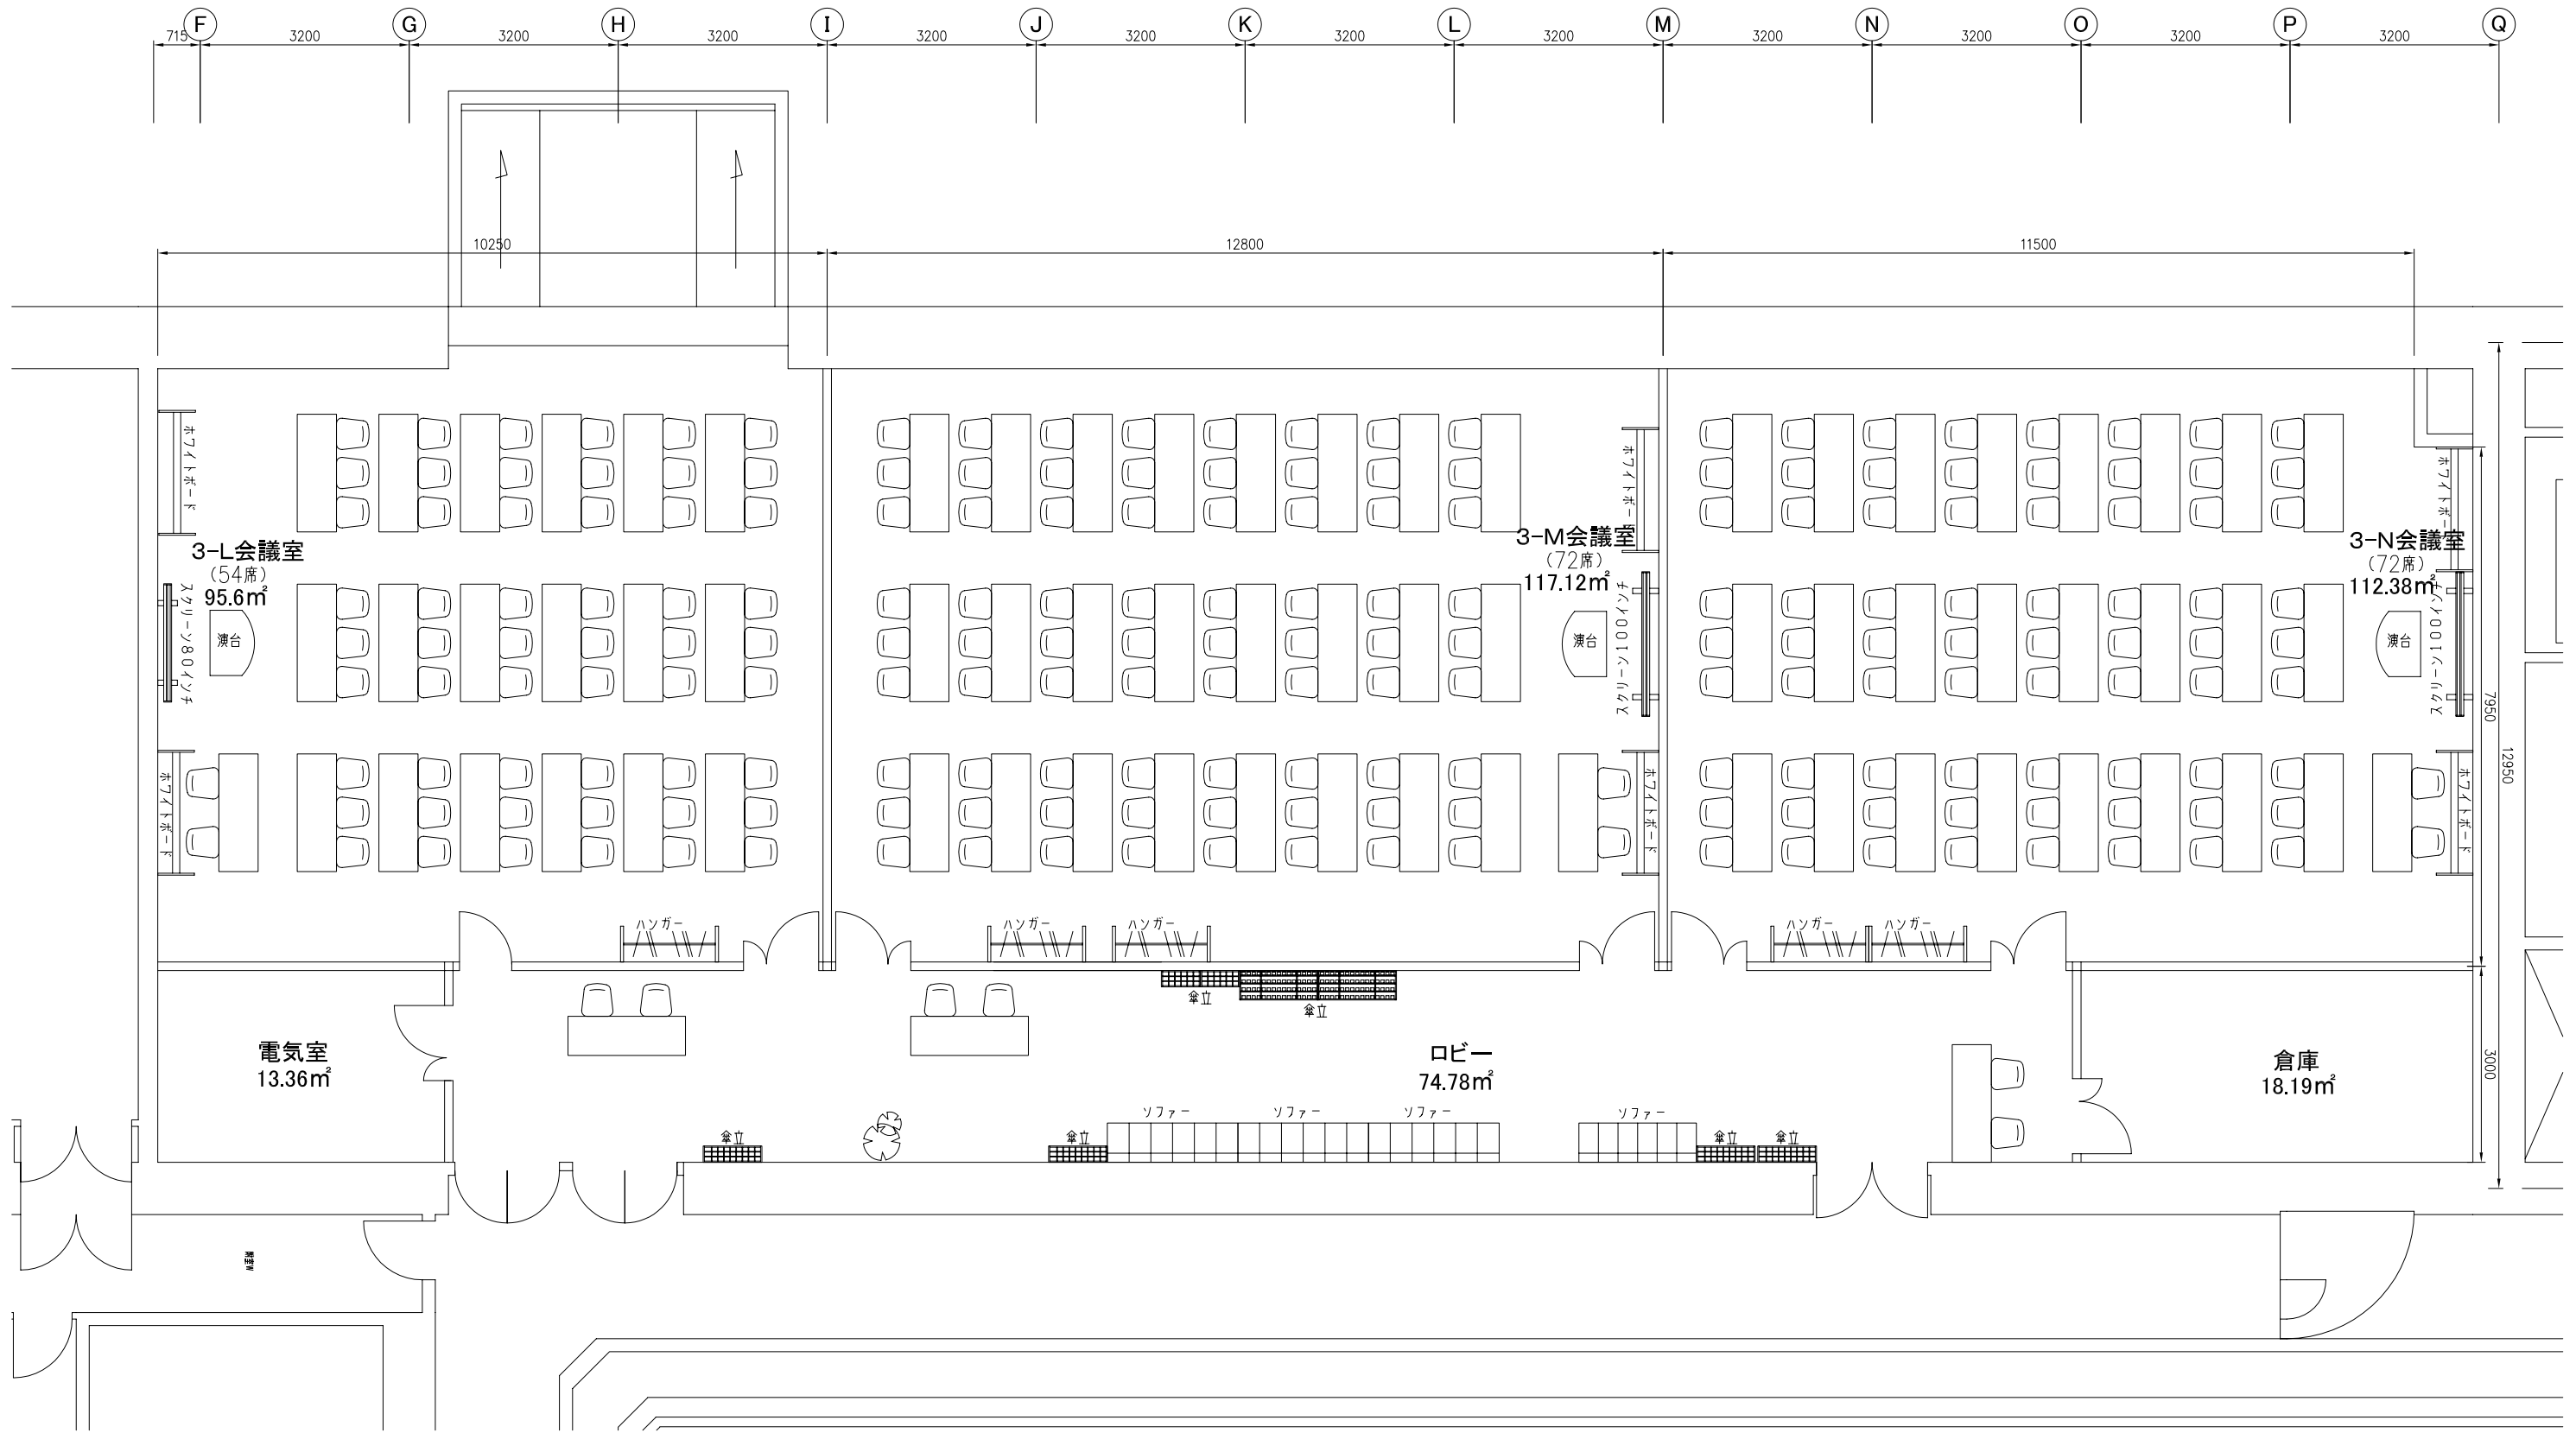 F G H I J K L M N O P Q
715 3200 3200 3200 3200 3200 3200 3200 3200 3200 3200 3200
10250 12800 11500
ホワイトボード
3-L会議室
(54席)
95.6㎡
スクリーン80インチ
演台
ホワイトボード
ホワイトボード
3-M会議室
(72席)
117.12㎡
スクリーン100インチ
演台
ホワイトボード
ホワイトボード
3-N会議室
(72席)
112.38㎡
スクリーン100インチ
演台
ホワイトボード
7950
12950
3000
ハンガー ハンガー ハンガー ハンガー ハンガー
傘立
傘立
電気室
13.36㎡
ロビー
74.78㎡
倉庫
18.19㎡
ソファー ソファー ソファー ソファー
傘立 傘立 傘立 傘立